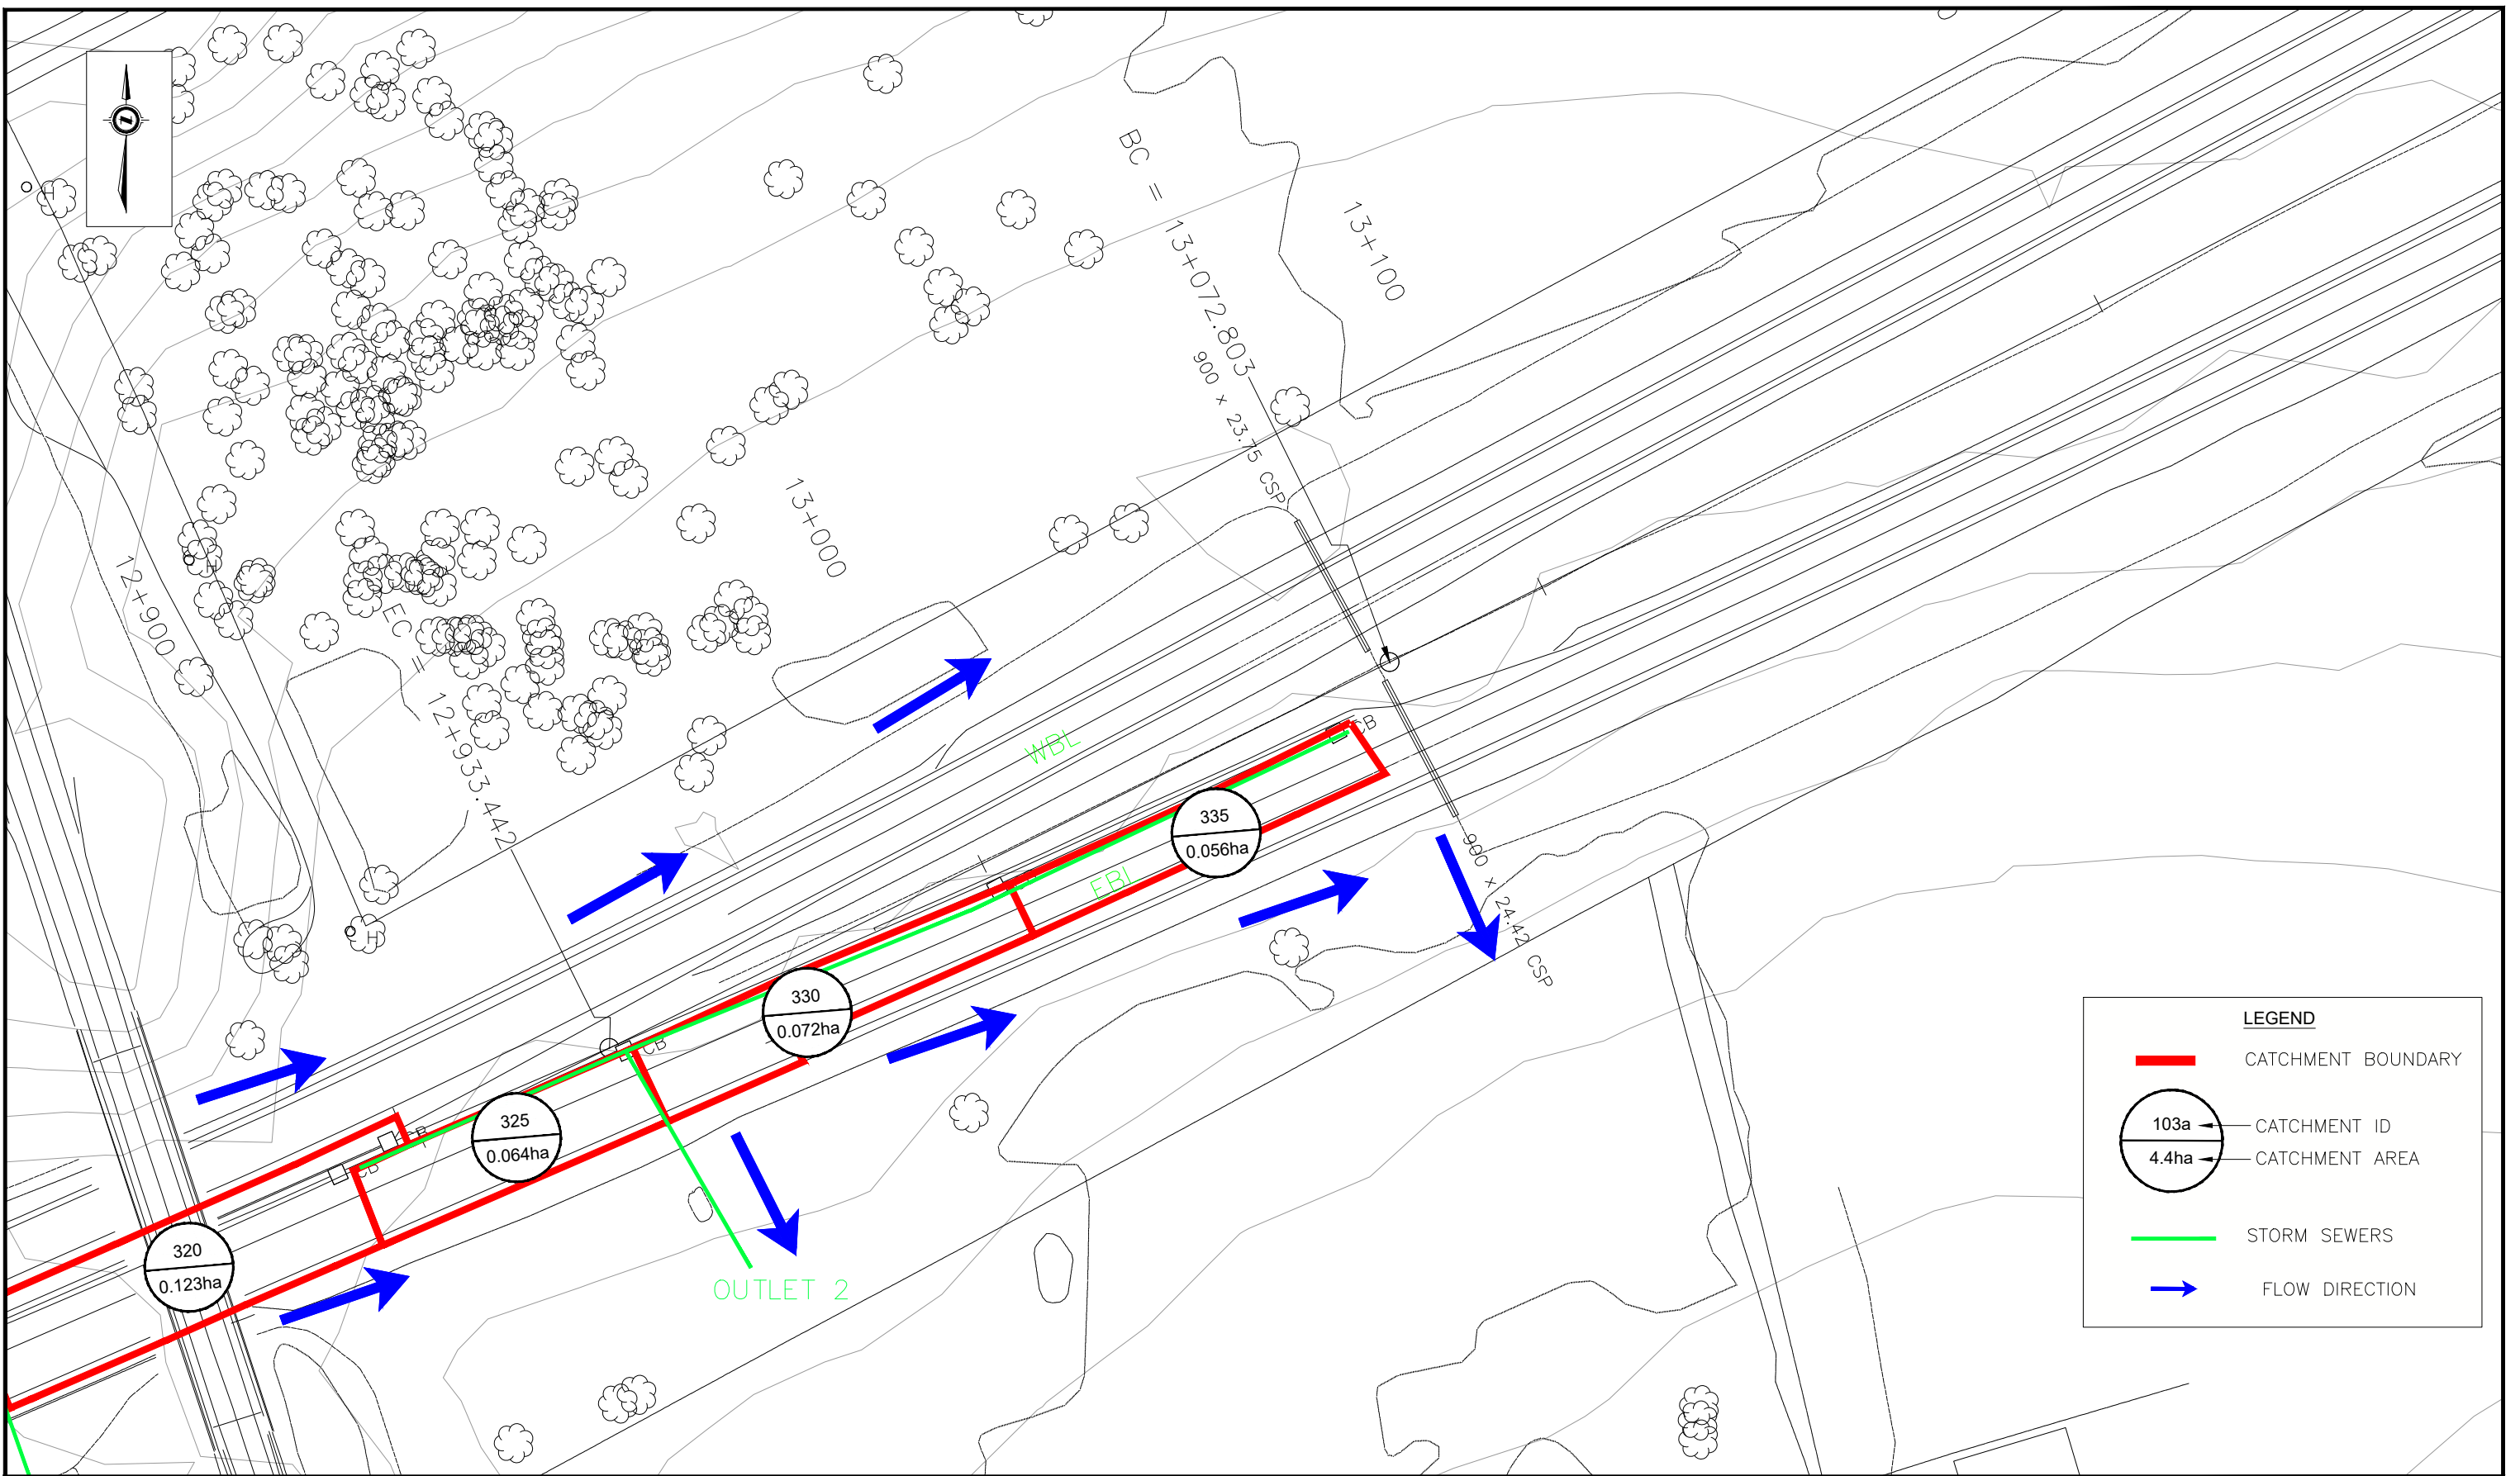 BC = 13+072.803
13+100
900 x 23.75 CSP
13+000
12+900
EC = 12+933.442
H
H
H
WBL
CB
335
0.056ha
EBL
900 x 24.42 CSP
330
0.072ha
CB
325
0.064ha
CB
320
0.123ha
OUTLET 2
LEGEND
CATCHMENT BOUNDARY
103a
CATCHMENT ID
4.4ha
CATCHMENT AREA
STORM SEWERS
FLOW DIRECTION